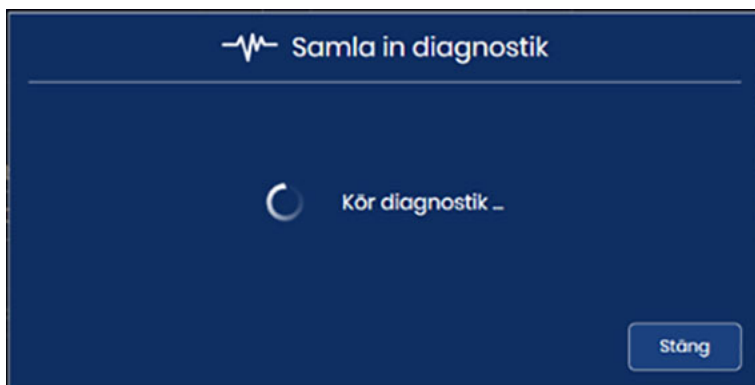 Samla in diagnostik
Kör diagnostik ...
Stäng